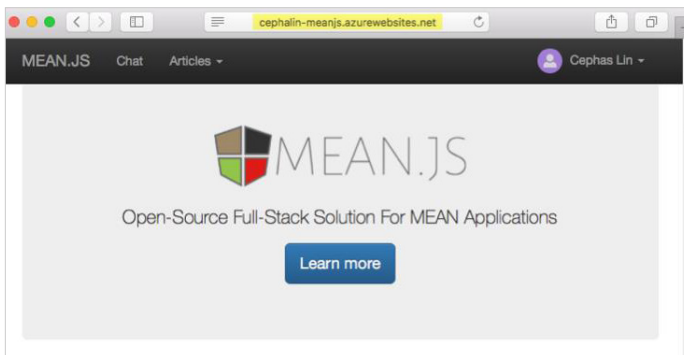 cephalin-meanjs.azurewebsites.net
MEAN.JS Chat Articles Cephas Lin
MEAN.JS
Open-Source Full-Stack Solution For MEAN Applications
Learn more